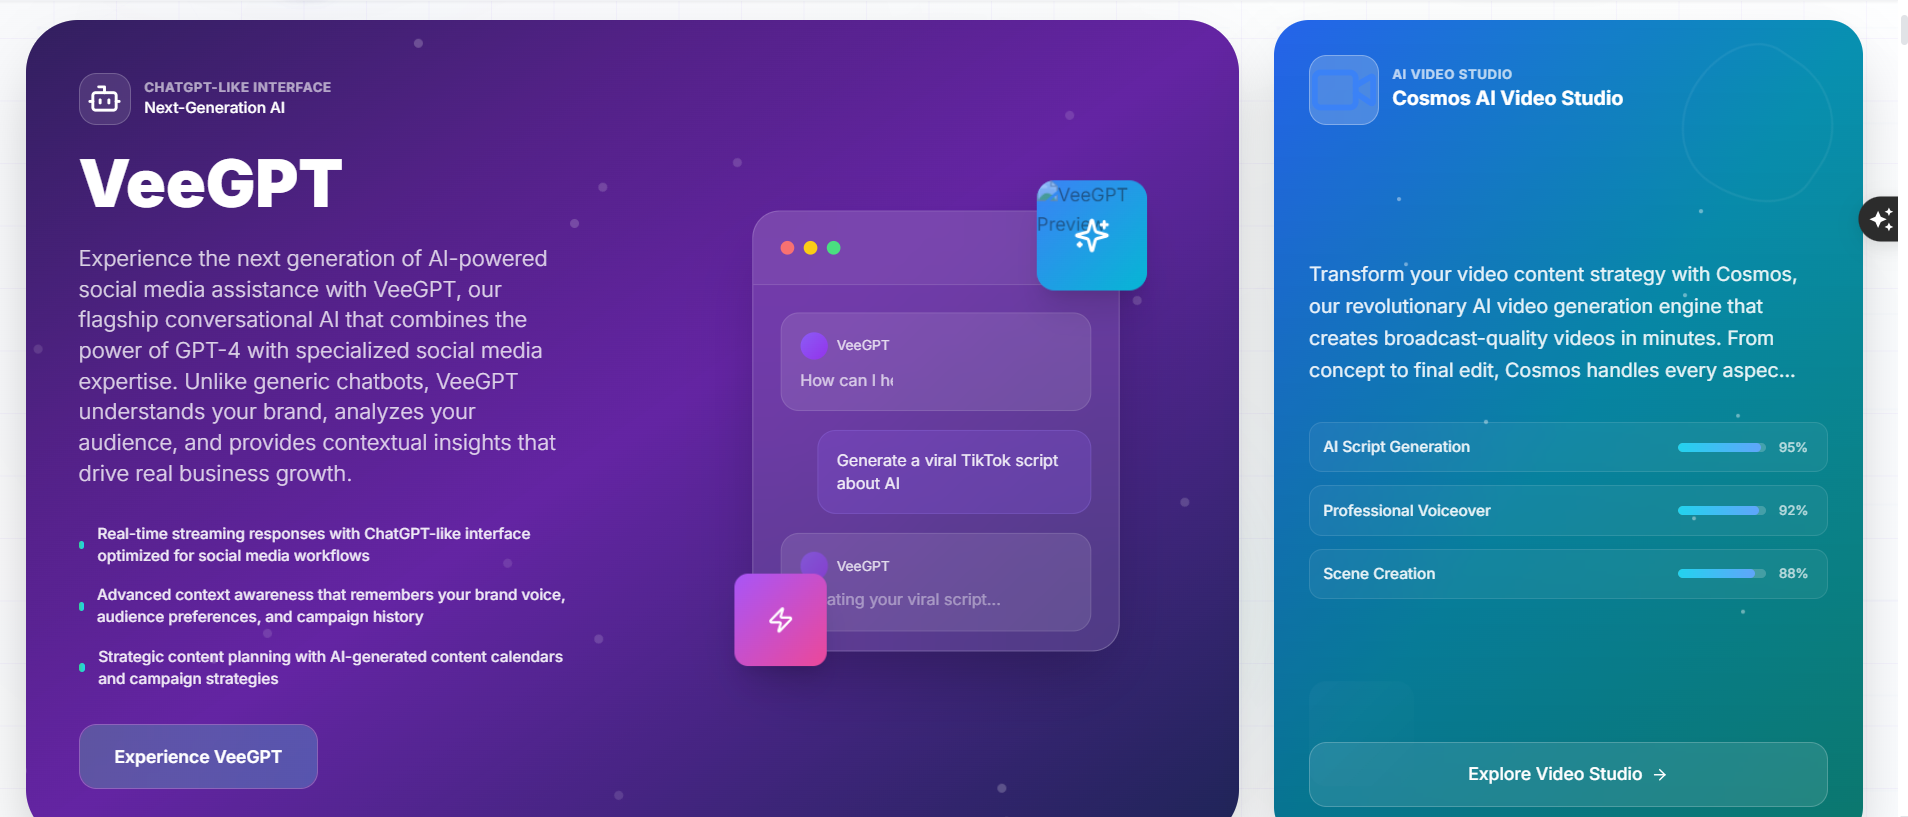 CHATGPT-LIKE INTERFACE
Next-Generation AI
VeeGPT
Experience the next generation of AI-powered
social media assistance with VeeGPT, our
flagship conversational AI that combines the
power of GPT-4 with specialized social media
expertise. Unlike generic chatbots, VeeGPT
understands your brand, analyzes your
audience, and provides contextual insights that
drive real business growth.
Real-time streaming responses with ChatGPT-like interface
optimized for social media workflows
Advanced context awareness that remembers your brand voice,
audience preferences, and campaign history
Strategic content planning with AI-generated content calendars
and campaign strategies
Experience VeeGPT
VeeGPT
Previe
VeeGPT
How can I he
Generate a viral TikTok script
about AI
VeeGPT
ating your viral script...
AI VIDEO STUDIO
Cosmos AI Video Studio
Transform your video content strategy with Cosmos,
our revolutionary AI video generation engine that
creates broadcast-quality videos in minutes. From
concept to final edit, Cosmos handles every aspec...
AI Script Generation 95%
Professional Voiceover 92%
Scene Creation 88%
Explore Video Studio →